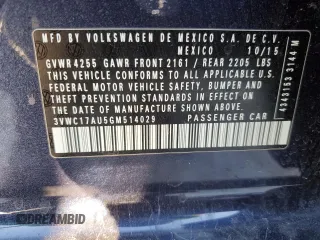 MFD BY VOLKSWAGEN DE MEXICO S.A. DE C.V.
MEXICO 10/15
GVWR 4255 GAWR FRONT 2161 / REAR 2205 LBS
THIS VEHICLE CONFORMS TO ALL APPLICABLE U.S.
FEDERAL MOTOR VEHICLE SAFETY, BUMPER AND
THEFT PREVENTION STANDARDS IN EFFECT ON THE
DATE OF MANUFACTURE SHOWN ABOVE.
3VWC17AU5GM514029 PASSENGER CAR
4343153 3144 M
© DREAMBID